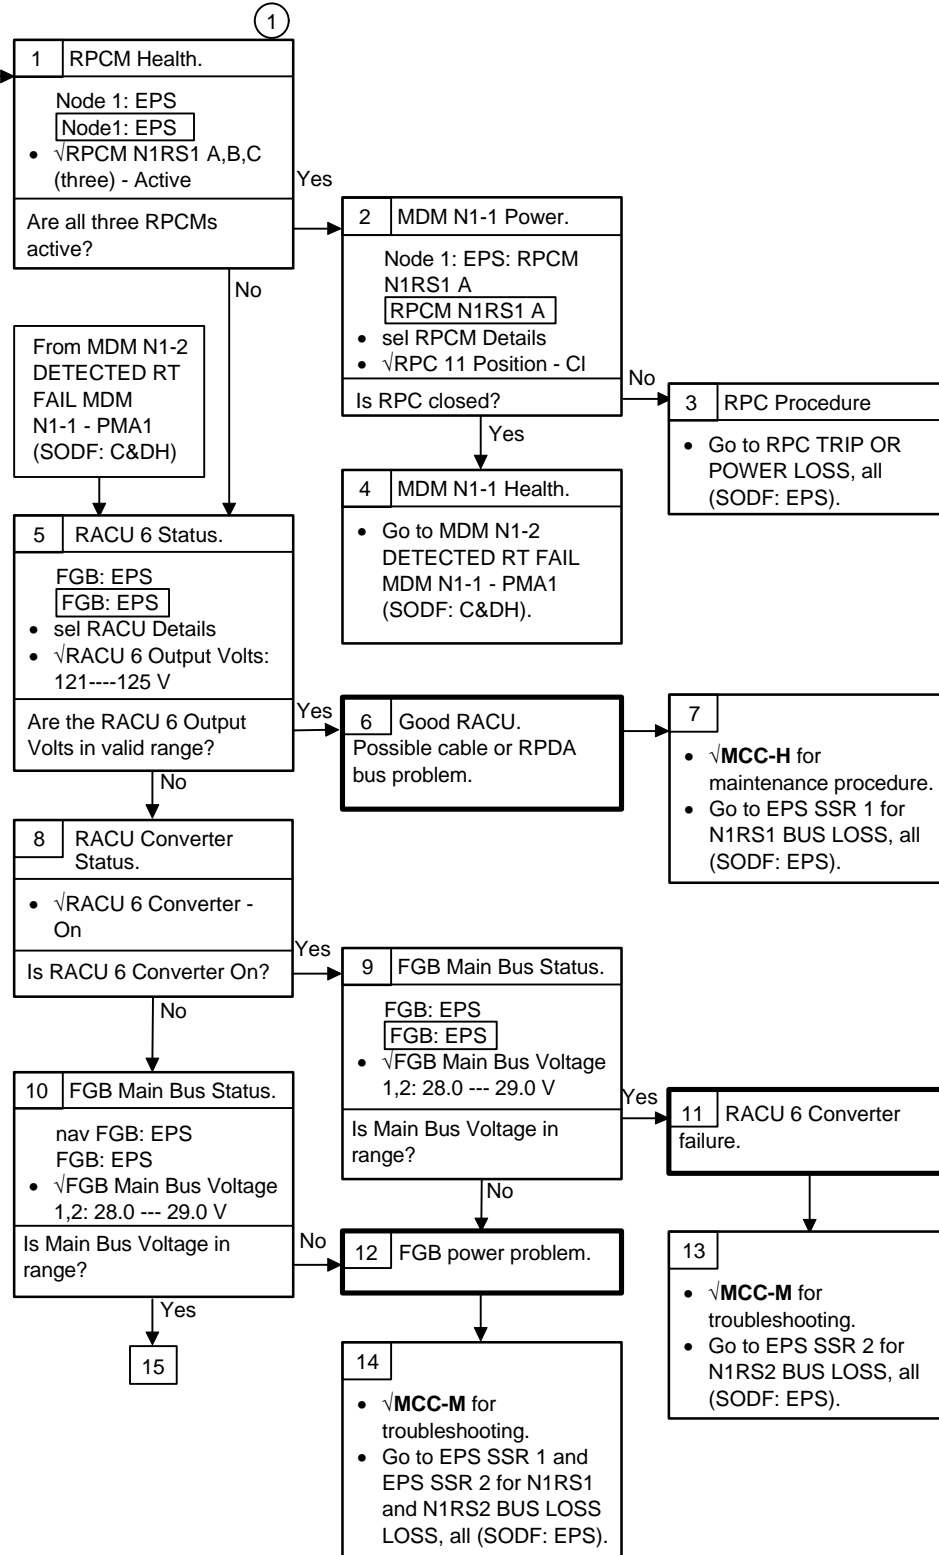 1
1 RPCM Health.
Node 1: EPS
Node1: EPS
• √RPCM N1RS1 A,B,C
(three) - Active
Are all three RPCMs
active?
Yes
No
2 MDM N1-1 Power.
Node 1: EPS: RPCM
N1RS1 A
RPCM N1RS1 A
• sel RPCM Details
• √RPC 11 Position - Cl
Is RPC closed?
No
Yes
3 RPC Procedure
• Go to RPC TRIP OR
POWER LOSS, all
(SODF: EPS).
4 MDM N1-1 Health.
• Go to MDM N1-2
DETECTED RT FAIL
MDM N1-1 - PMA1
(SODF: C&DH).
From MDM N1-2
DETECTED RT
FAIL MDM
N1-1 - PMA1
(SODF: C&DH)
5 RACU 6 Status.
FGB: EPS
FGB: EPS
• sel RACU Details
• √RACU 6 Output Volts:
121----125 V
Are the RACU 6 Output
Volts in valid range?
Yes
No
6 Good RACU.
Possible cable or RPDA
bus problem.
7
• √MCC-H for
maintenance procedure.
• Go to EPS SSR 1 for
N1RS1 BUS LOSS, all
(SODF: EPS).
8 RACU Converter
Status.
• √RACU 6 Converter -
On
Is RACU 6 Converter On?
Yes
No
9 FGB Main Bus Status.
FGB: EPS
FGB: EPS
• √FGB Main Bus Voltage
1,2: 28.0 --- 29.0 V
Is Main Bus Voltage in
range?
Yes
No
10 FGB Main Bus Status.
nav FGB: EPS
FGB: EPS
• √FGB Main Bus Voltage
1,2: 28.0 --- 29.0 V
Is Main Bus Voltage in
range?
No
Yes
11 RACU 6 Converter
failure.
12 FGB power problem.
13
• √MCC-M for
troubleshooting.
• Go to EPS SSR 2 for
N1RS2 BUS LOSS, all
(SODF: EPS).
14
• √MCC-M for
troubleshooting.
• Go to EPS SSR 1 and
EPS SSR 2 for N1RS1
and N1RS2 BUS LOSS
LOSS, all (SODF: EPS).
15